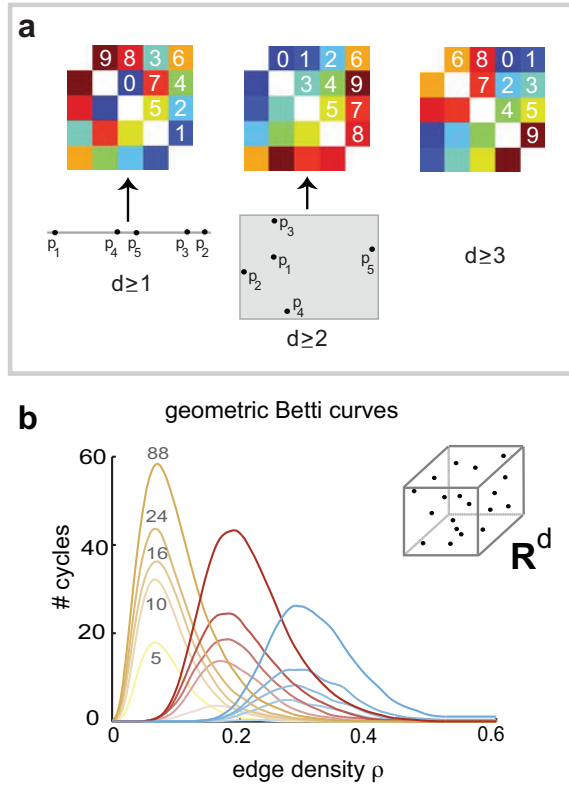 a
9 8 3 6
0 7 4
5 2
1
0 1 2 6
3 4 9
5 7
8
6 8 0 1
7 2 3
4 5
9
p1 p4 p5 p3 p2
d≥1
p3
p1
p2
p5
p4
d≥2
d≥3
b
geometric Betti curves
# cycles
60
40
20
0
88
24
16
10
5
R^d
0 0.2 0.4 0.6
edge density ρ